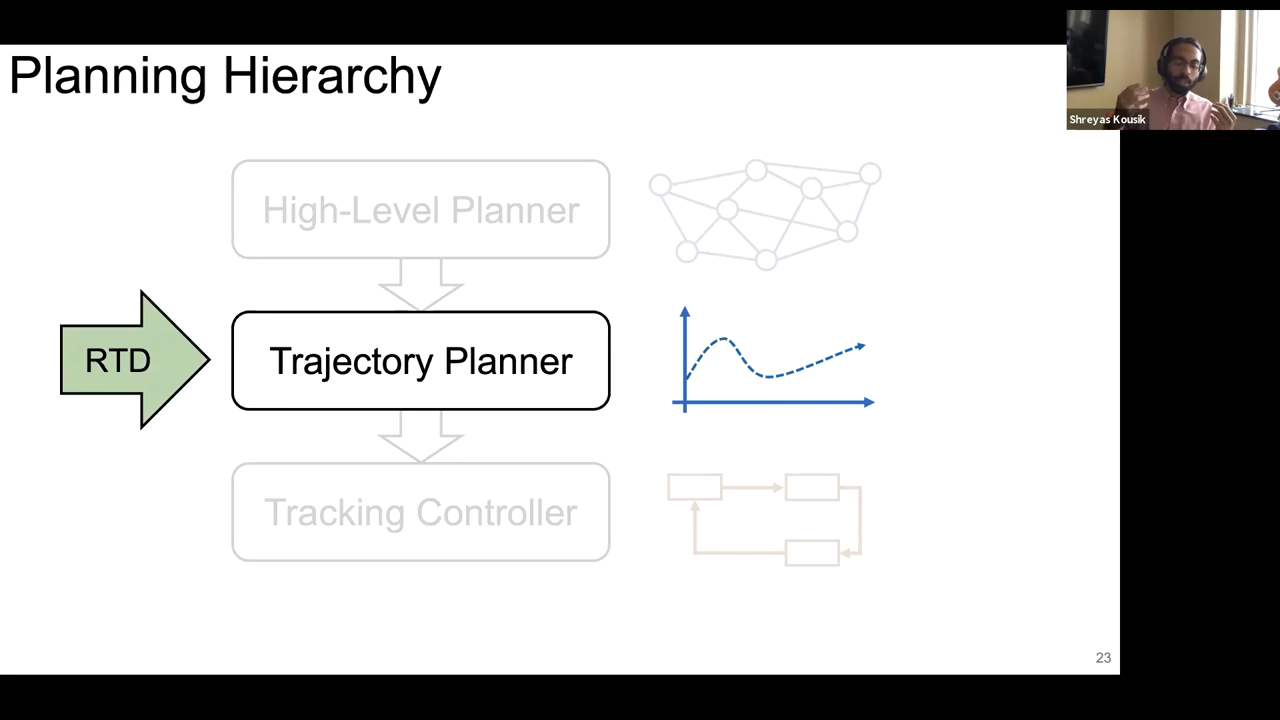 Planning Hierarchy
Shreyas Kousik
High-Level Planner
RTD
Trajectory Planner
Tracking Controller
23